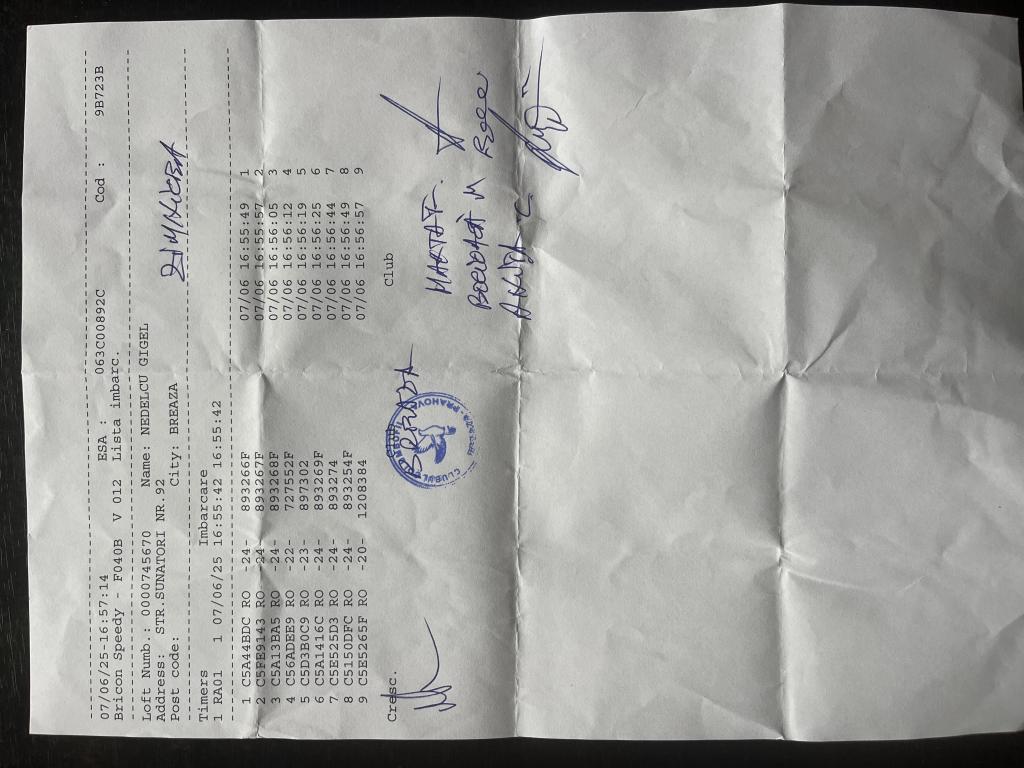 07/06/25-16:57:14 ESA : 063C00892C Cod : 9B723B
Bricon Speedy - F040B V 012 Lista imbarc.
Loft Numb.: 0000745670 Name: NEDELCU GIGEL
Address: STR.SUNATORI NR.92
Post code: City: BREAZA
Timers Imbarcare
1 RA01 1 07/06/25 16:55:42 16:55:42
1 C5A44BDC RO -24- 893266F 07/06 16:55:49 1
2 C5FE9143 RO -24- 893267F 07/06 16:55:57 2
3 C5A13BA5 RO -24- 893268F 07/06 16:56:05 3
4 C56ADEE9 RO -22- 727552F 07/06 16:56:12 4
5 C5D3B0C9 RO -23- 897302 07/06 16:56:19 5
6 C5A1416C RO -24- 893269F 07/06 16:56:25 6
7 C5E525D3 RO -24- 893274 07/06 16:56:44 7
8 C5150DFC RO -24- 893254F 07/06 16:56:49 8
9 C5E5265F RO -20- 1208384 07/06 16:56:57 9
Cresc. Club Club
BREAZA
CLUBUL PRAHOVA